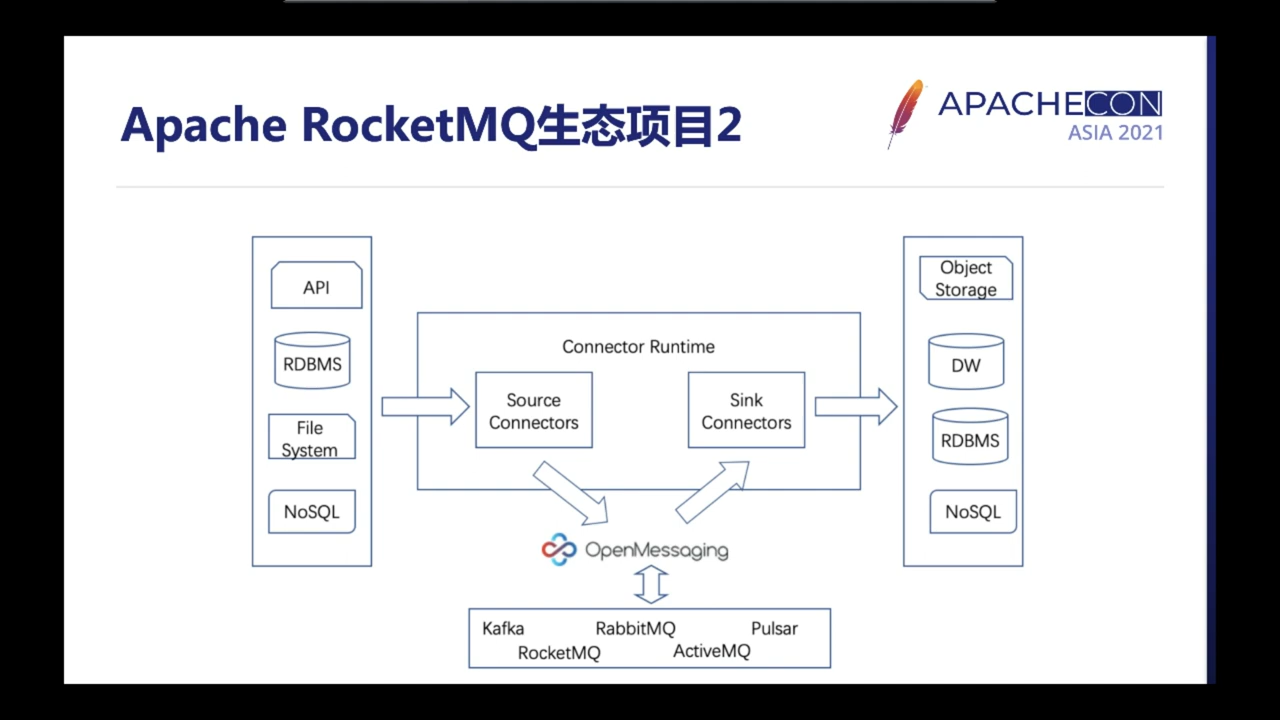 Apache RocketMQ生态项目2
APACHECON
ASIA 2021
API
RDBMS
File
System
NoSQL
Connector Runtime
Source
Connectors
Sink
Connectors
OpenMessaging
Kafka
RabbitMQ
Pulsar
RocketMQ
ActiveMQ
Object
Storage
DW
RDBMS
NoSQL